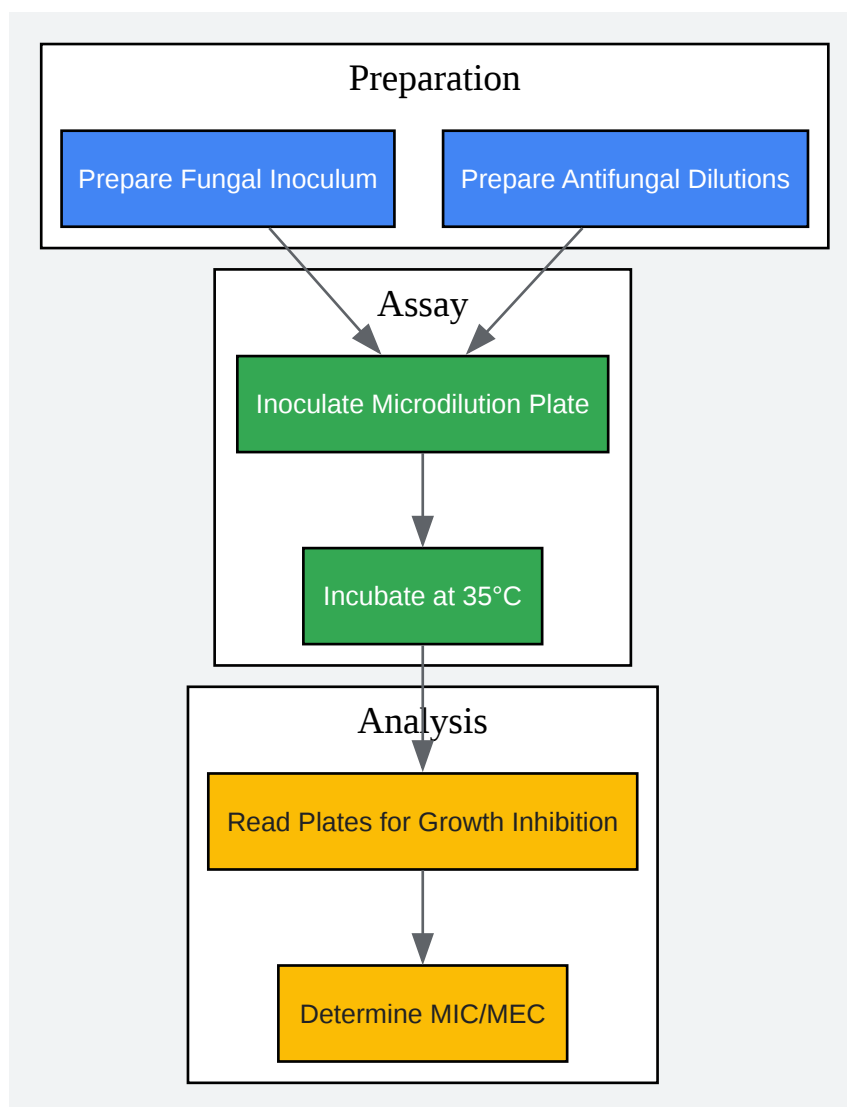 Preparation
Prepare Fungal Inoculum
Prepare Antifungal Dilutions
Assay
Inoculate Microdilution Plate
Incubate at 35°C
Analysis
Read Plates for Growth Inhibition
Determine MIC/MEC